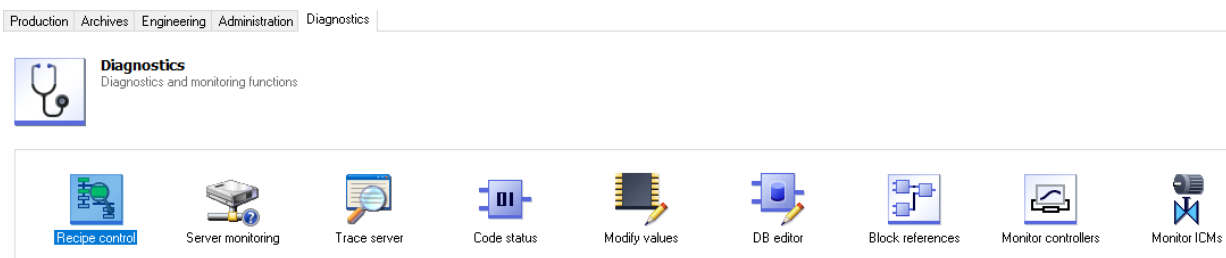 Production Archives Engineering Administration Diagnostics
Diagnostics
Diagnostics and monitoring functions
01
Recipe control Server monitoring Trace server Code status Modify values DB editor Block references Monitor controllers Monitor ICMs